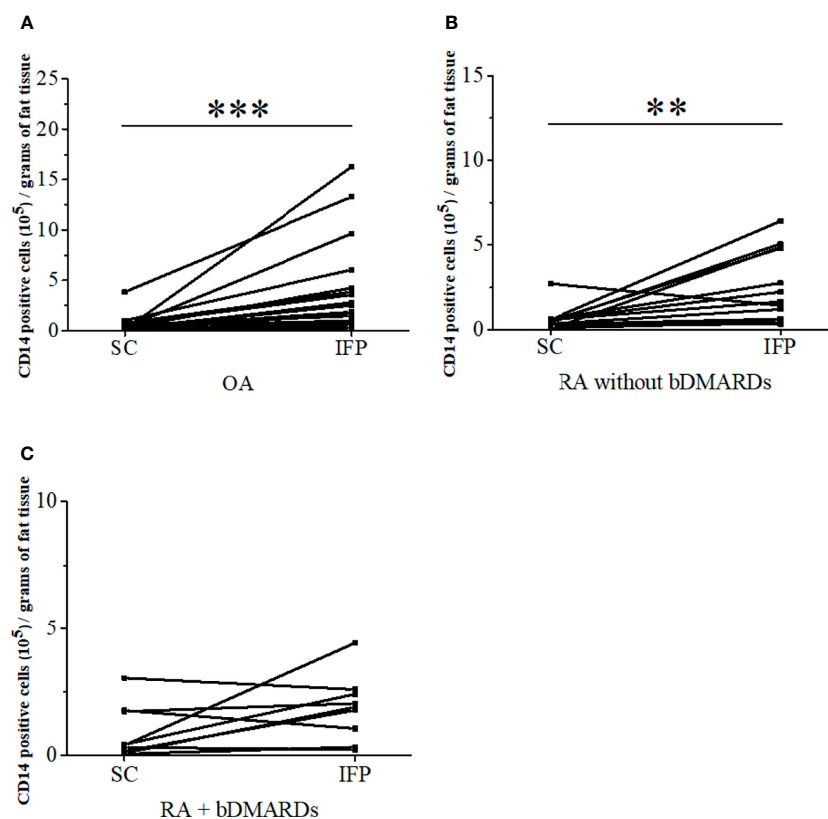 A
CD14 positive cells (10⁵) / grams of fat tissue
25
20
15
10
5
0
***
SC
IFP
OA
B
CD14 positive cells (10⁵) / grams of fat tissue
15
10
5
0
**
SC
IFP
RA without bDMARDs
C
CD14 positive cells (10⁵) / grams of fat tissue
10
5
0
SC
IFP
RA + bDMARDs